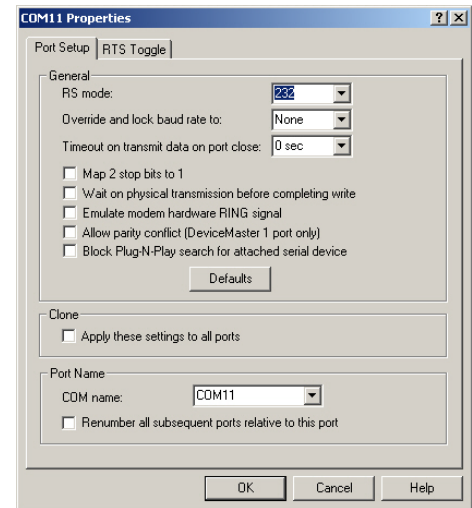 COM11 Properties
Port Setup
RTS Toggle
General
RS mode: 232
Override and lock baud rate to: None
Timeout on transmit data on port close: 0 sec
Map 2 stop bits to 1
Wait on physical transmission before completing write
Emulate modem hardware RING signal
Allow parity conflict (DeviceMaster 1 port only)
Block Plug-N-Play search for attached serial device
Defaults
Clone
Apply these settings to all ports
Port Name
COM name: COM11
Renumber all subsequent ports relative to this port
OK Cancel Help